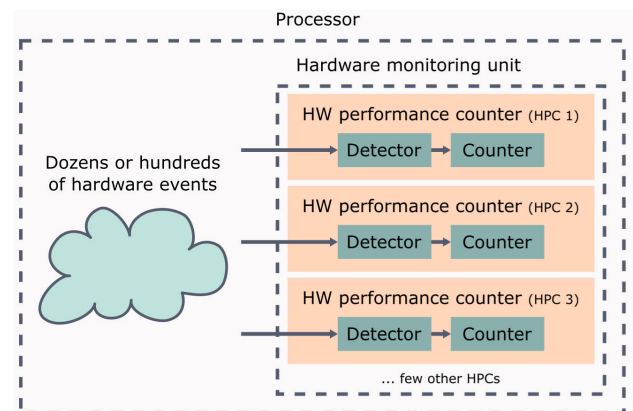 Processor
Hardware monitoring unit
HW performance counter (HPC 1)
Detector Counter
Dozens or hundreds
of hardware events
HW performance counter (HPC 2)
Detector Counter
HW performance counter (HPC 3)
Detector Counter
... few other HPCs